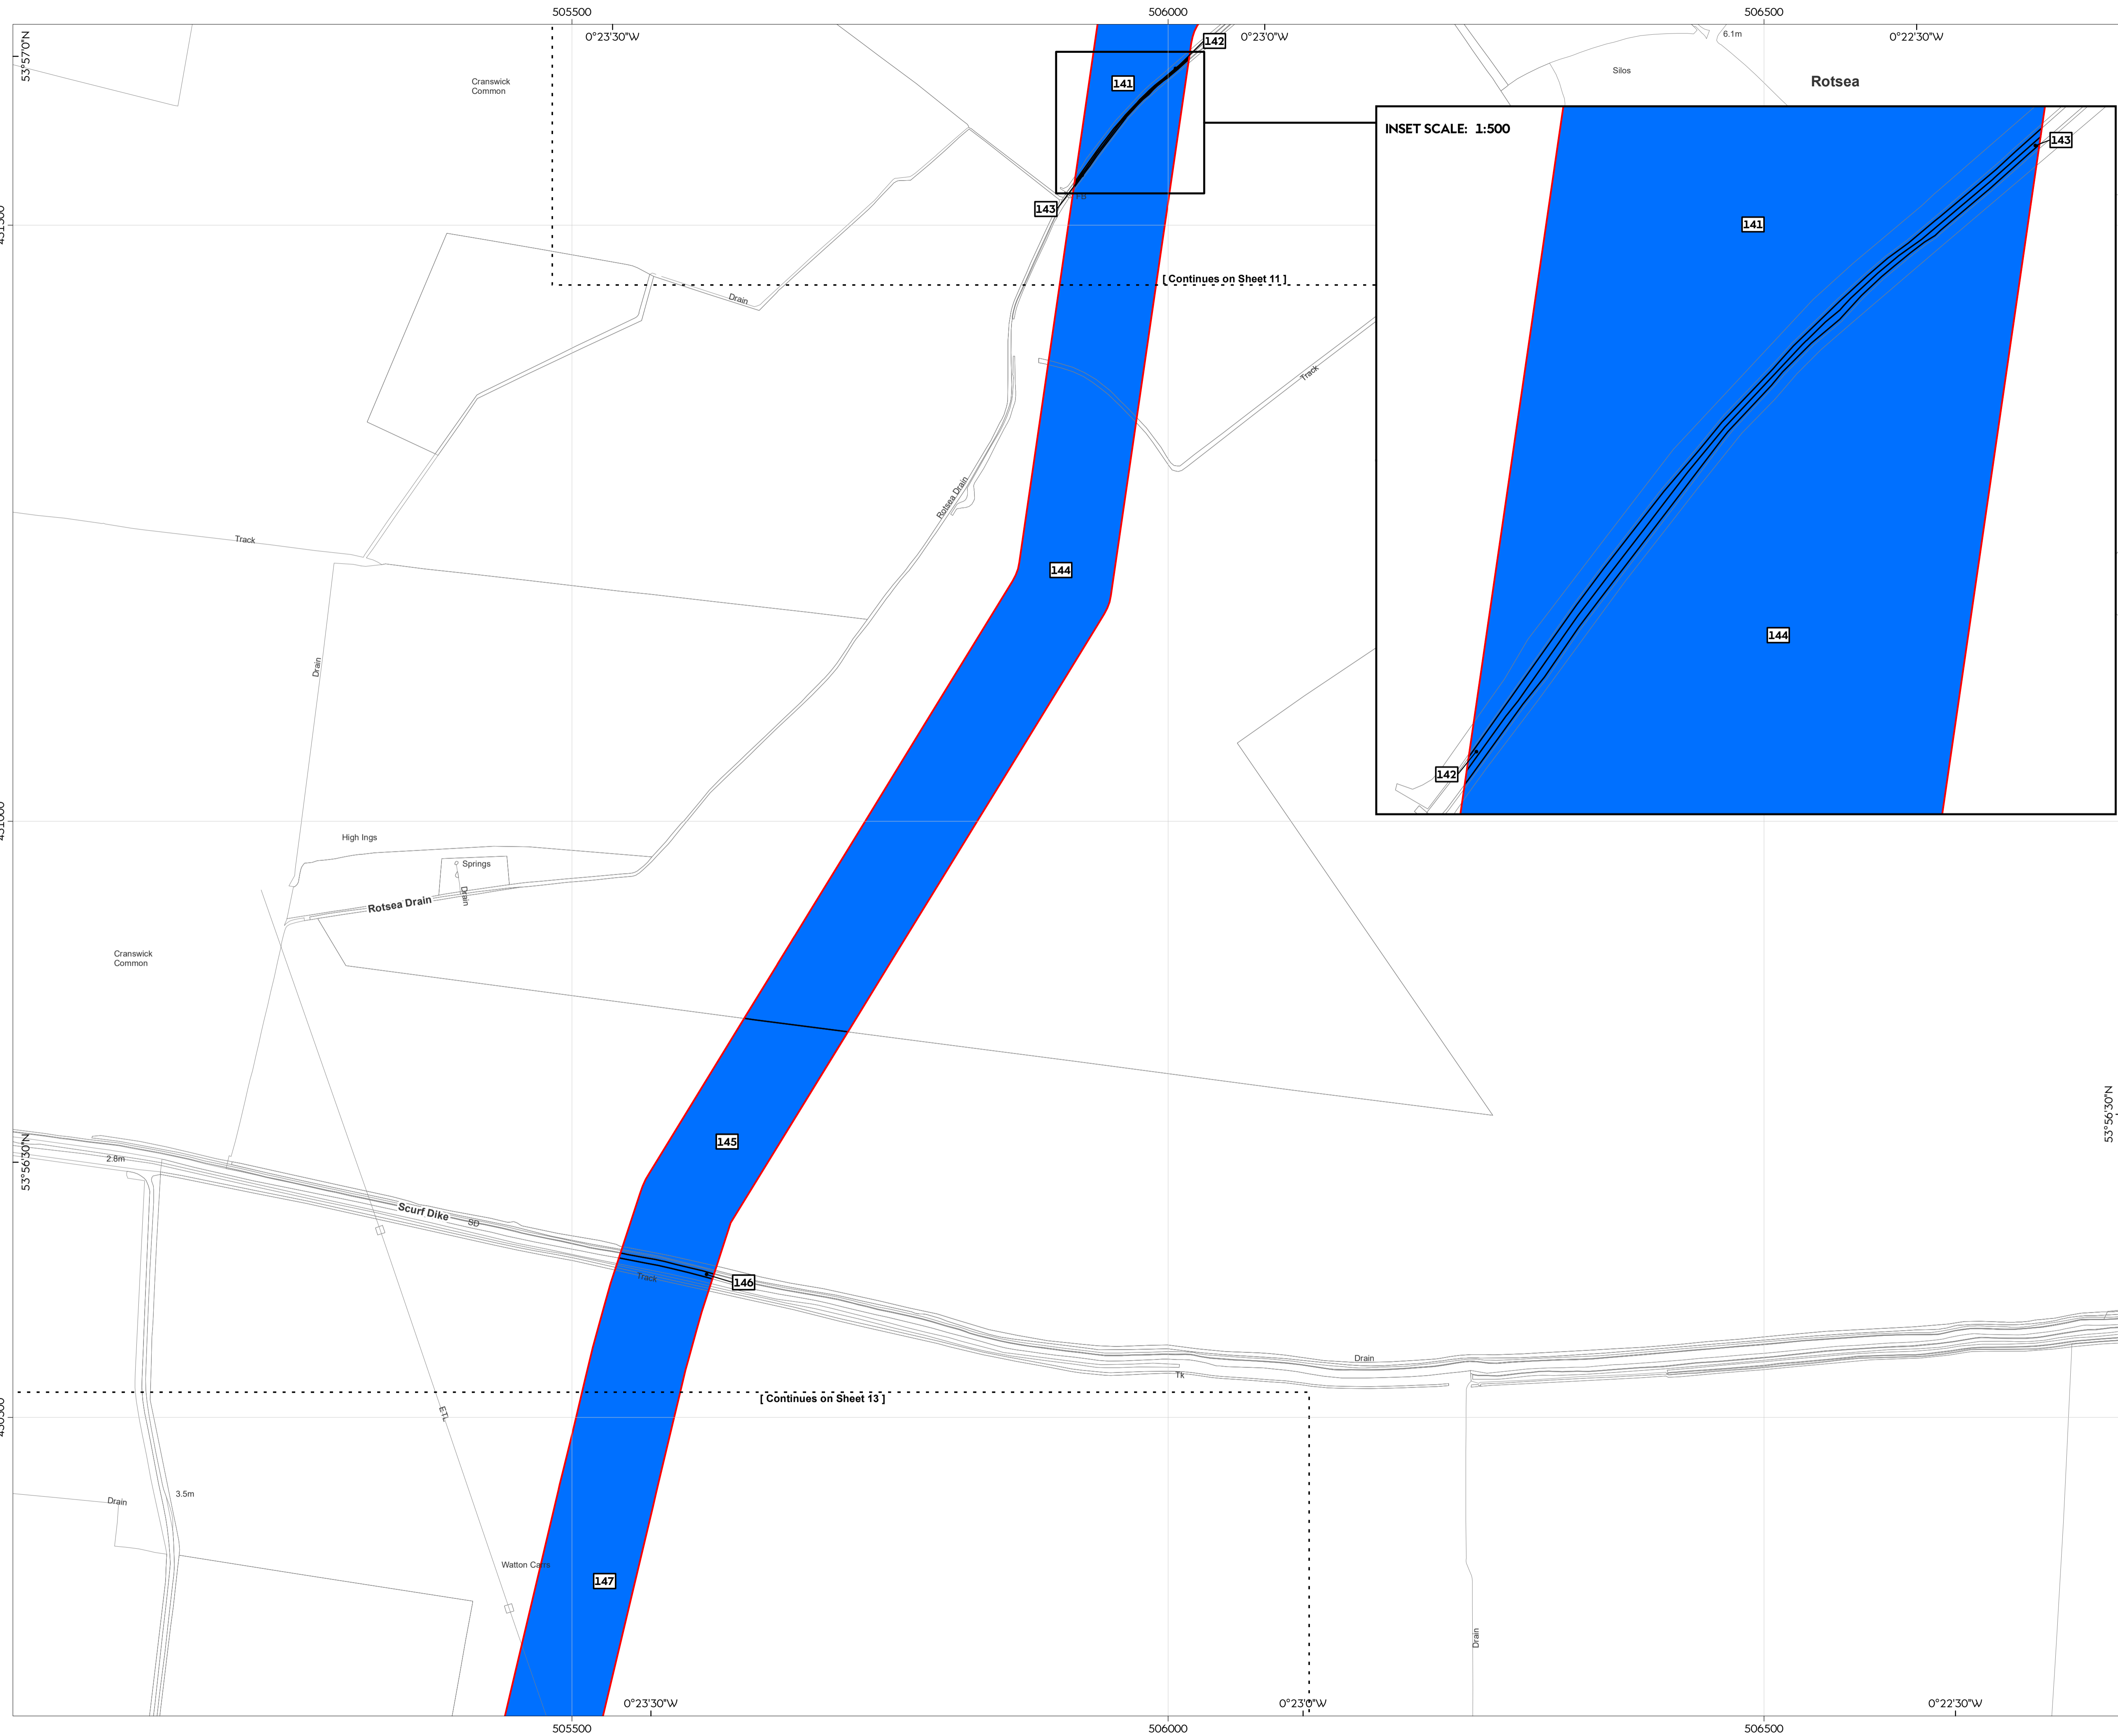 505500
506000
506500
0°23'30"W
0°23'0"W
0°22'30"W
53°57'0"N
142
6.1m
Silos
Rotsea
Cranswick
Common
141
INSET SCALE: 1:500
143
141
143
FB
[ Continues on Sheet 11 ]
Drain
Track
Rotsea Drain
Track
144
144
Drain
142
High Ings
Springs
Drain
Rotsea Drain
Cranswick
Common
53°56'30"N
53°56'30"N
145
2.8m
Scurf Dike
SD
Track
146
Drain
Tk
[ Continues on Sheet 13 ]
ETL
Drain
3.5m
Watton Carrs
147
Drain
0°23'30"W
0°23'0"W
0°22'30"W
505500
506000
506500